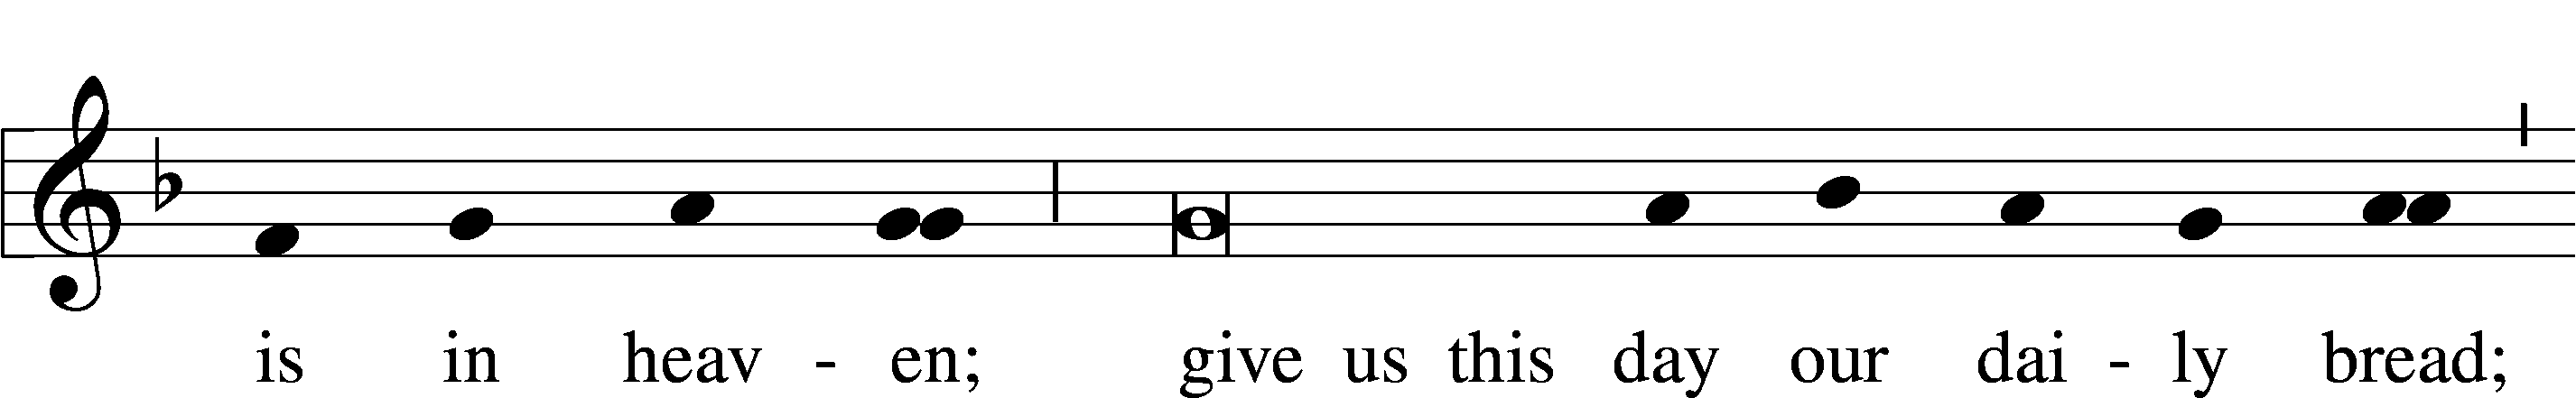 is in heav - en; give us this day our dai - ly bread;